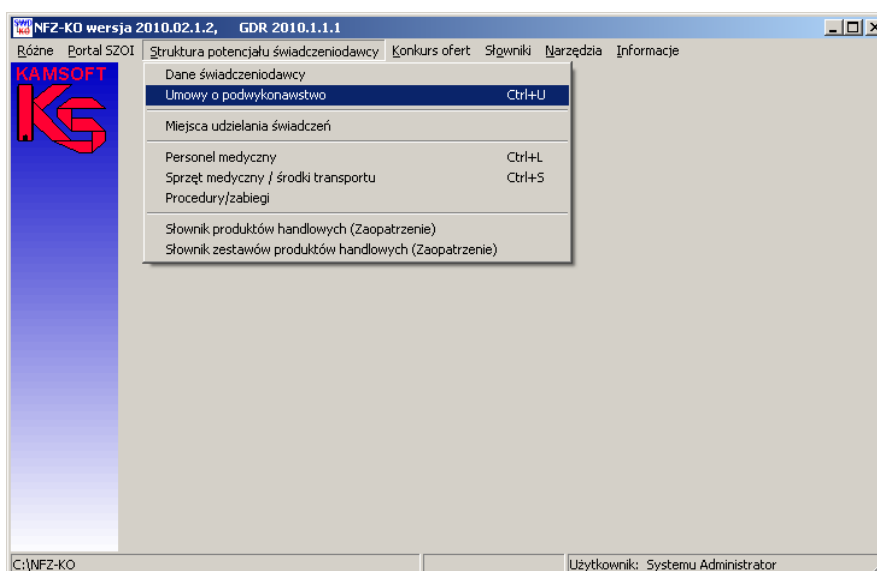 NFZ-KO wersja 2010.02.1.2, GDR 2010.1.1.1
Różne Portal SZOI Struktura potencjału świadczeniodawcy Konkurs ofert Słowniki Narzędzia Informacje
KAMSOFT
Dane świadczeniodawcy
Umowy o podwykonawstwo Ctrl+U
Miejsca udzielania świadczeń
Personel medyczny Ctrl+L
Sprzęt medyczny / środki transportu Ctrl+S
Procedury/zabiegi
Słownik produktów handlowych (Zaopatrzenie)
Słownik zestawów produktów handlowych (Zaopatrzenie)
C:\NFZ-KO Użytkownik: Systemu Administrator